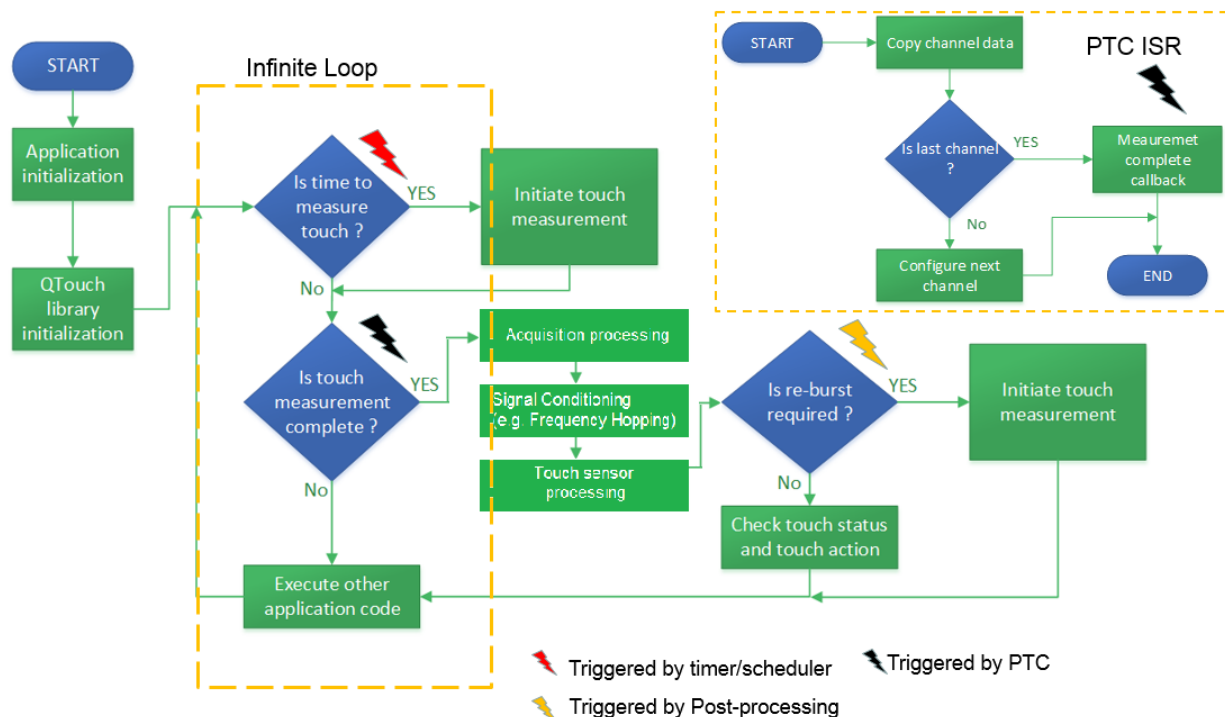 START
Application
initialization
QTouch
library
initialization
Infinite Loop
Is time to
measure
touch ?
YES
No
Initiate touch
measurement
Is touch
measurement
complete ?
YES
No
Acquisition processing
Signal Conditioning
(e.g. Frequency Hopping)
Touch sensor
processing
Is re-burst
required ?
YES
No
Initiate touch
measurement
Check touch status
and touch action
Execute other
application code
START
Copy channel data
PTC ISR
Is last channel
?
YES
No
Meauremet
complete
callback
Configure next
channel
END
Triggered by timer/scheduler
Triggered by PTC
Triggered by Post-processing